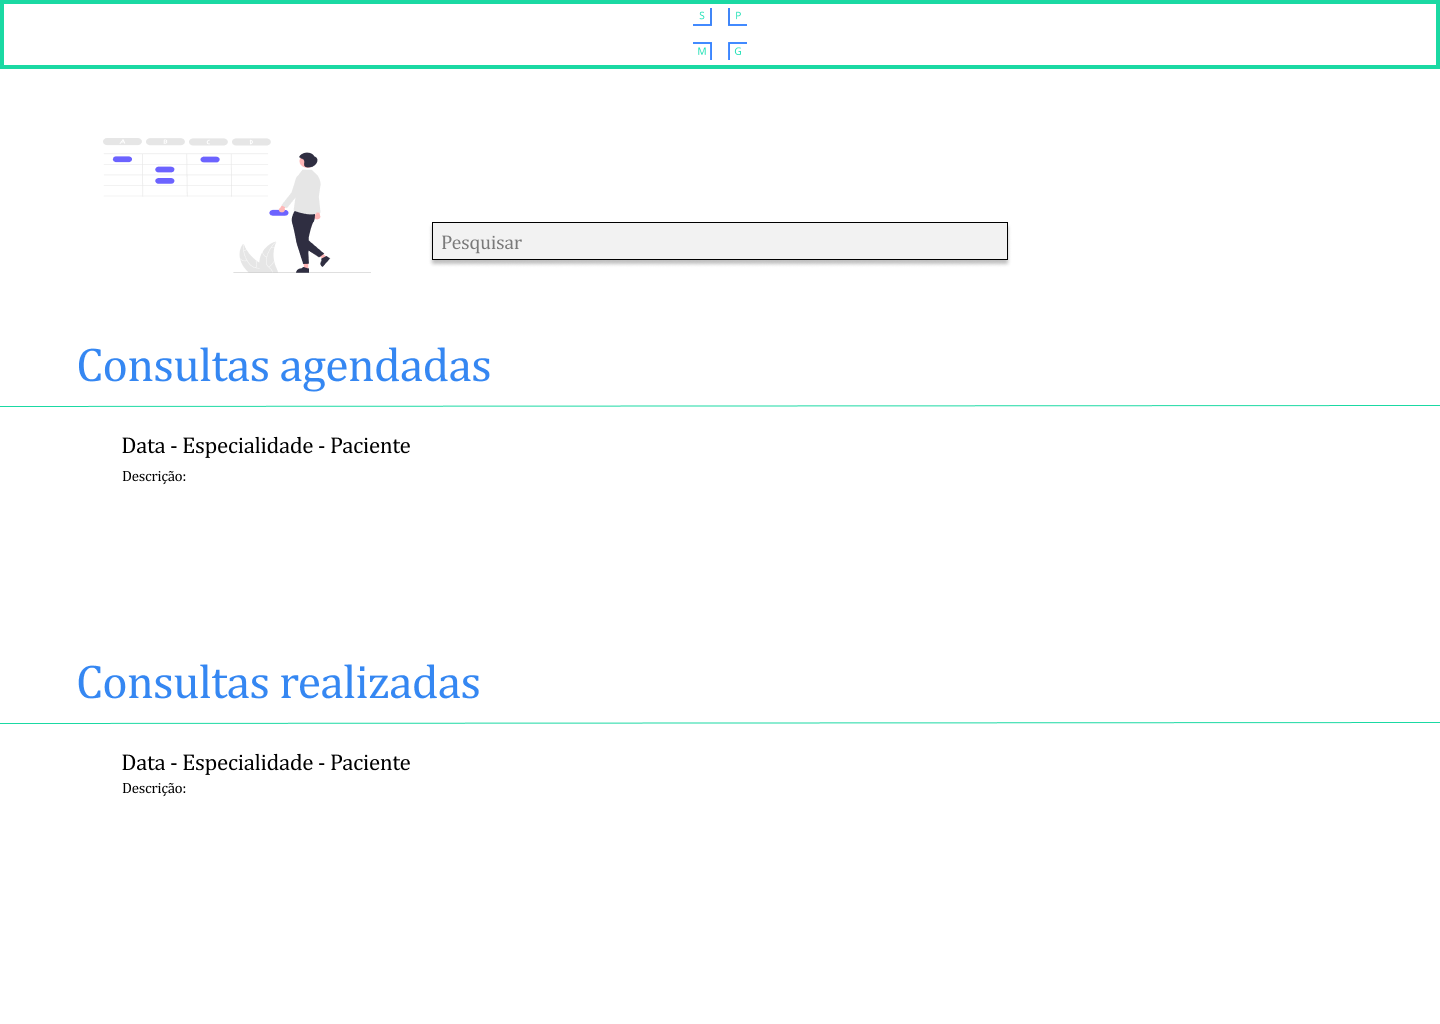 S P
M G
Pesquisar
Consultas agendadas
Data - Especialidade - Paciente
Descrição:
Consultas realizadas
Data - Especialidade - Paciente
Descrição: